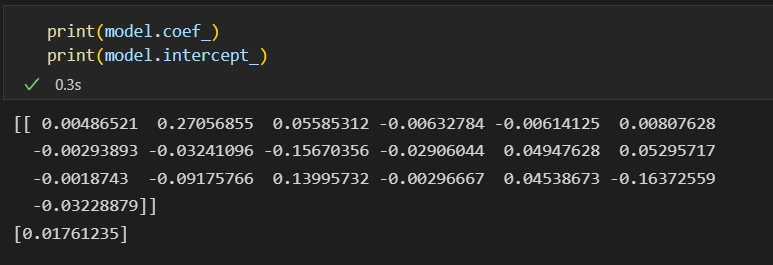 print(model.coef_)
print(model.intercept_)
0.3s
[[ 0.00486521  0.27056855  0.05585312 -0.00632784 -0.00614125  0.00807628
  -0.00293893 -0.03241096 -0.15670356 -0.02906044  0.04947628  0.05295717
  -0.0018743  -0.09175766  0.13995732 -0.00296667  0.04538673 -0.16372559
  -0.03228879]]
[0.01761235]